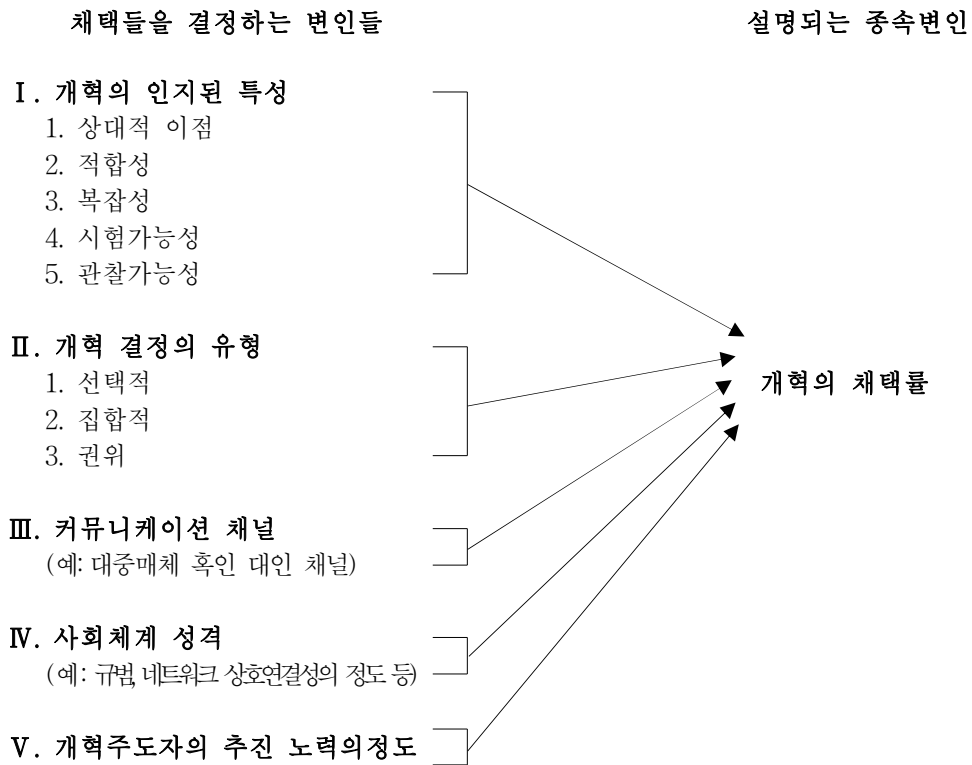 채택들을 결정하는 변인들
설명되는 종속변인
Ⅰ. 개혁의 인지된 특성
1. 상대적 이점
2. 적합성
3. 복잡성
4. 시험가능성
5. 관찰가능성
Ⅱ. 개혁 결정의 유형
1. 선택적
2. 집합적
3. 권위
개혁의 채택률
Ⅲ. 커뮤니케이션 채널
(예: 대중매체 혹인 대인 채널)
Ⅳ. 사회체계 성격
(예: 규범, 네트워크 상호연결성의 정도 등)
Ⅴ. 개혁주도자의 추진 노력의정도